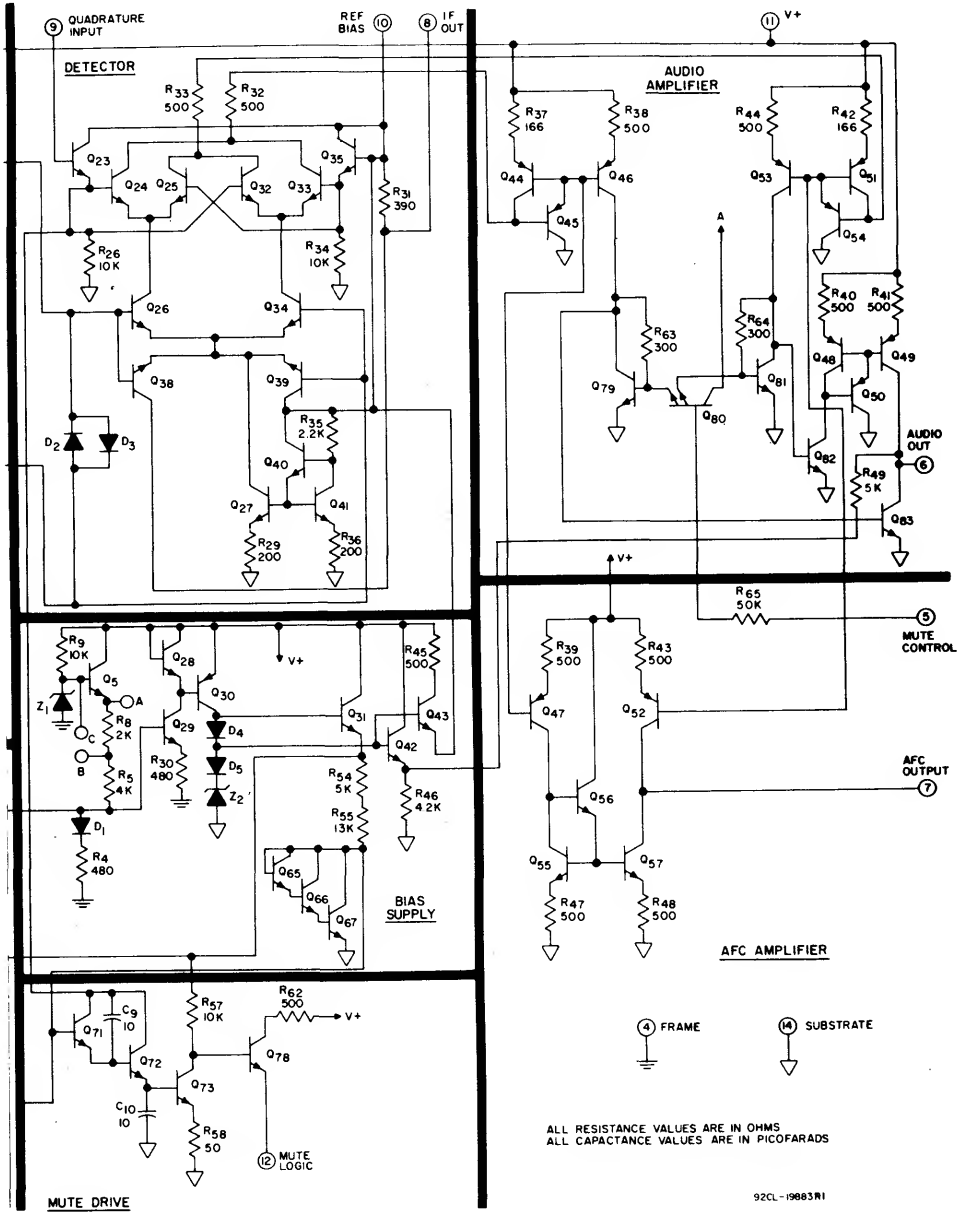 9 QUADRATURE INPUT
REF BIAS 10
8 IF OUT
11 V+
DETECTOR
AUDIO AMPLIFIER
R33 500
R32 500
R37 166
R38 500
R44 500
R42 166
Q23
Q24
Q25
Q32
Q33
Q35
R31 390
Q44
Q46
Q45
Q53
Q51
Q54
A
R26 10K
R34 10K
Q26
Q34
R40 500
R41 500
R63 300
R64 300
Q38
Q39
Q79
Q80
Q81
Q48
Q49
Q50
D2
D3
R35 2.2K
Q40
Q82
AUDIO OUT 6
Q27
Q41
R49 5K
Q83
R29 200
R36 200
V+
R65 50K
5 MUTE CONTROL
R9 10K
Q5
Q28
Q30
V+
R45 500
R39 500
R43 500
Z1
A
Q31
Q43
Q47
Q52
R8 2K
C
Q29
D4
Q42
B
R5 4K
R30 480
D5
Z2
R54 5K
R46 4.2K
Q56
AFC OUTPUT 7
D1
R55 13K
R4 480
Q55
Q57
Q65
Q66
Q67
BIAS SUPPLY
R47 500
R48 500
AFC AMPLIFIER
R57 10K
R62 500
V+
C9 10
Q71
Q72
Q78
4 FRAME
14 SUBSTRATE
Q73
C10 10
R58 50
12 MUTE LOGIC
ALL RESISTANCE VALUES ARE IN OHMS
ALL CAPACTANCE VALUES ARE IN PICOFARADS
MUTE DRIVE
92CL-19883R1